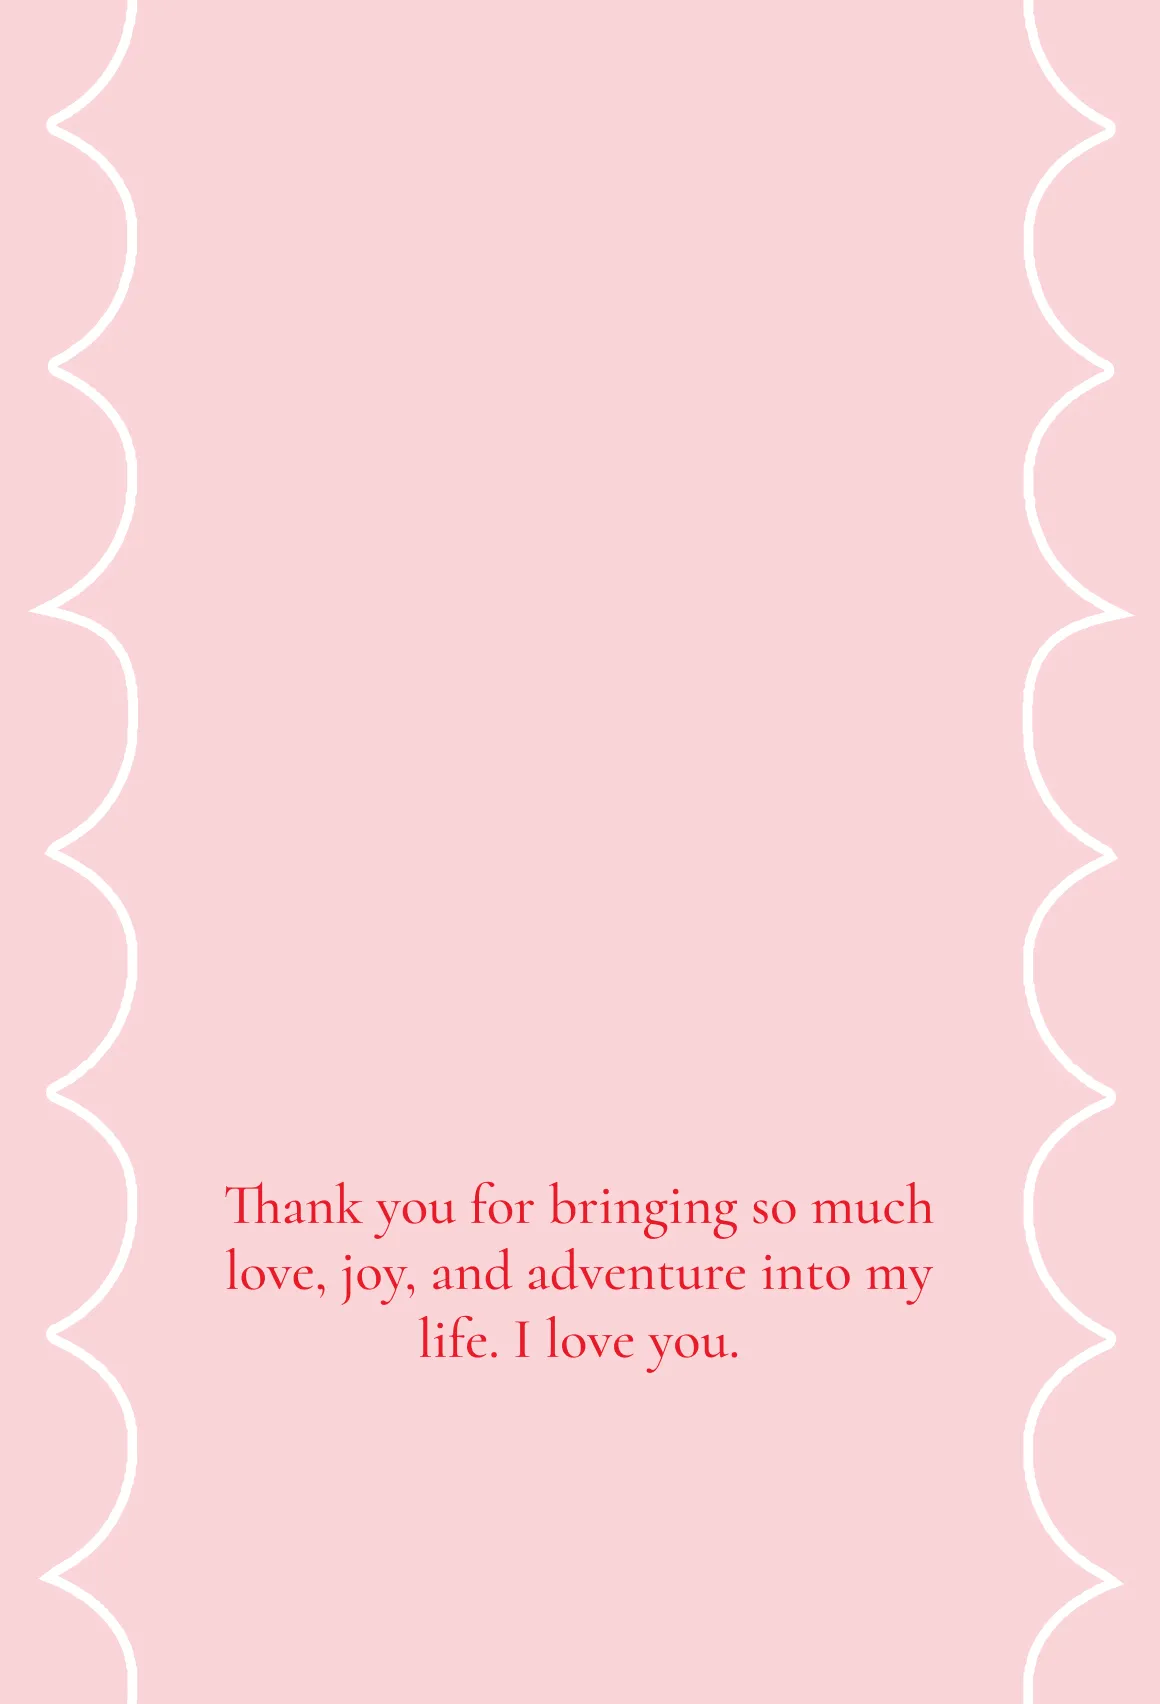 Thank you for bringing so much
love, joy, and adventure into my
life. I love you.